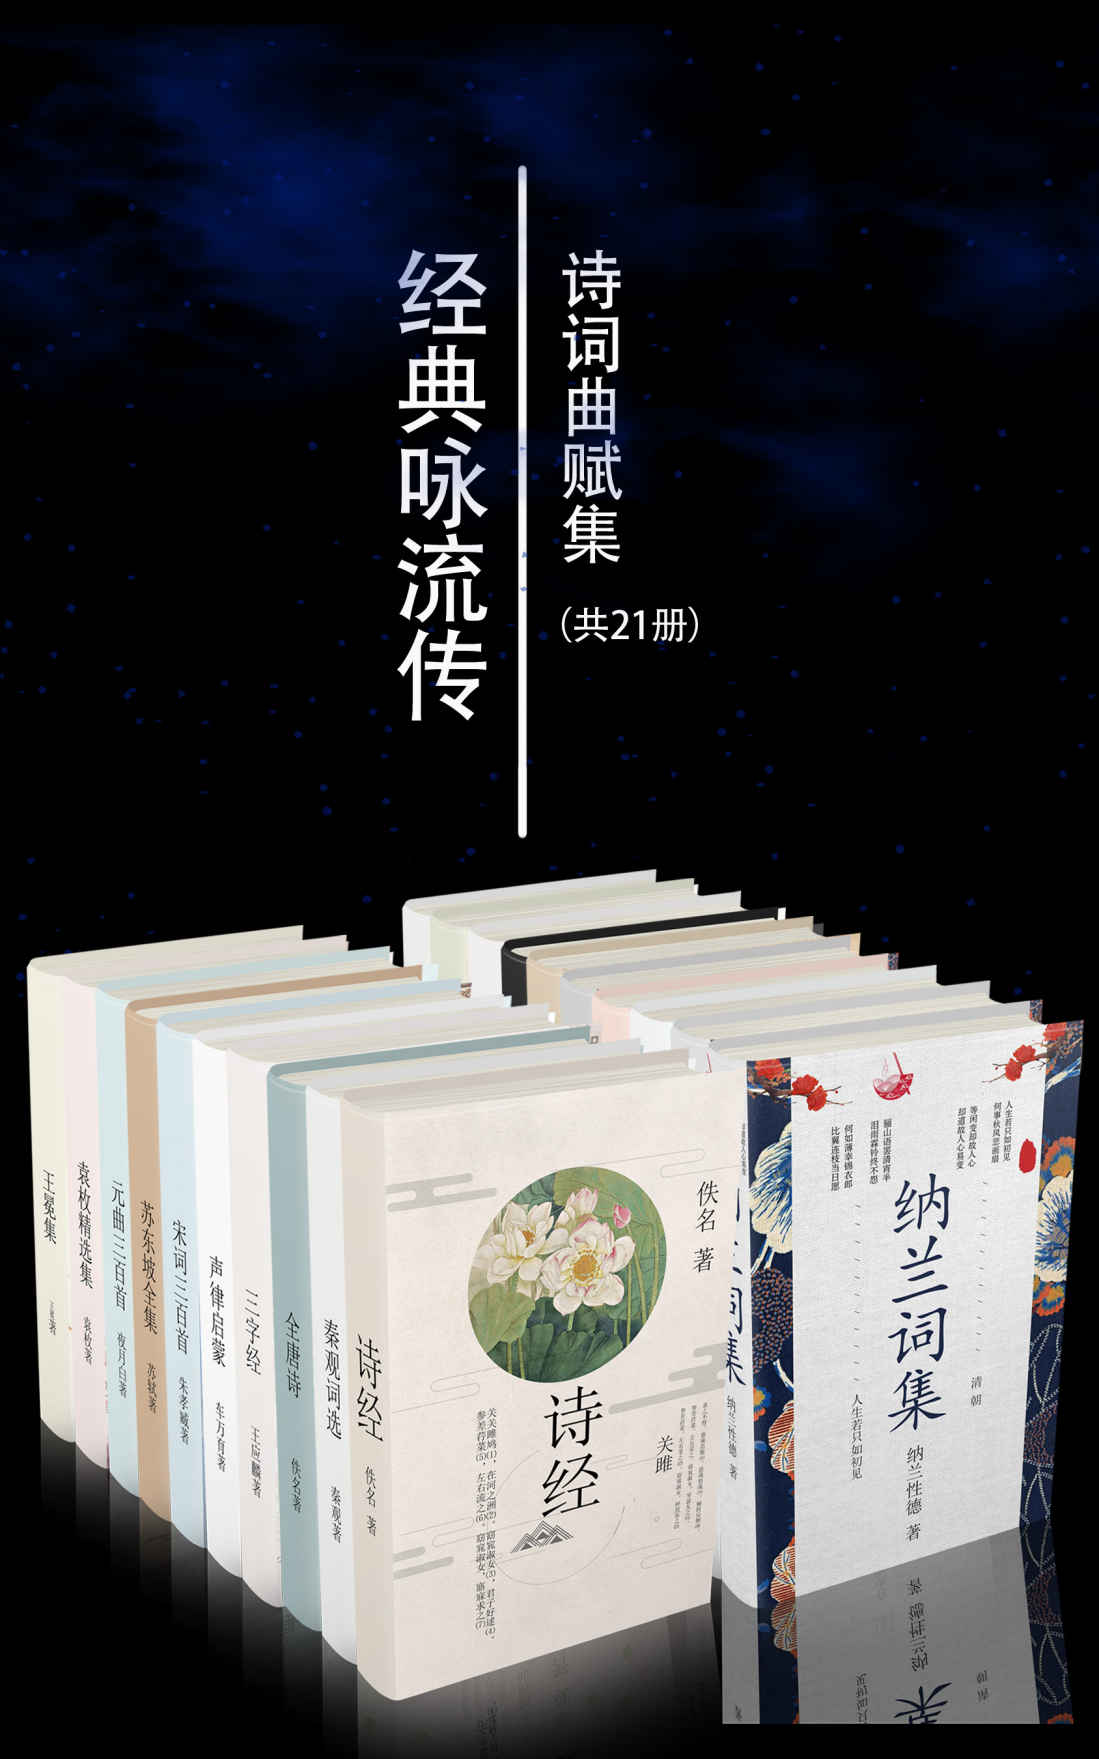 经典咏流传
诗词曲赋集
（共21册）
王冕集
王冕著
袁枚精选集
袁枚著
元曲三百首
夜月白著
苏东坡全集
苏轼著
宋词三百首
朱孝臧著
声律启蒙
车万育著
三字经
王应麟著
全唐诗
佚名著
秦观词选
秦观著
诗经
佚名 著
佚名 著
诗经
关雎
关关雎鸠(1)，在河之洲(2)。窈窕淑女(3)，君子好逑(4)。
参差荇菜(5)，左右流之(6)。窈窕淑女，寤寐求之(7)。
纳兰性德 著
人生若只如初见
何事秋风悲画扇
等闲变却故人心
却道故人心易变
骊山语罢清宵半
泪雨霖铃终不怨
何如薄幸锦衣郎
比翼连枝当日愿
纳兰词集
清 朝
纳兰性德 著
人生若只如初见